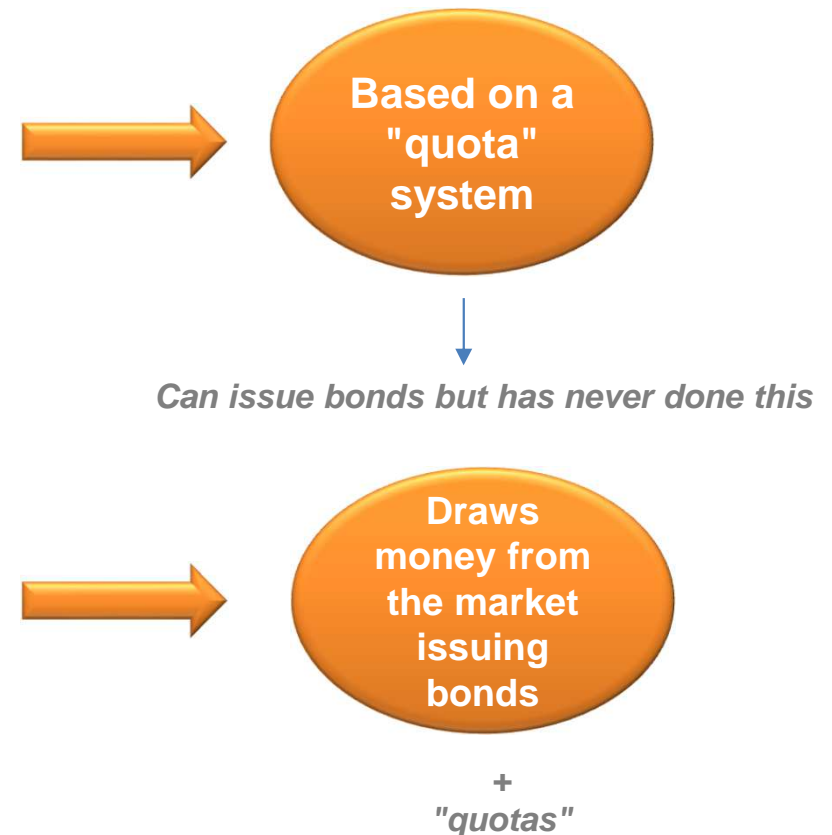 Based on a
"quota"
system
Can issue bonds but has never done this
Draws
money from
the market
issuing
bonds
+
"quotas"